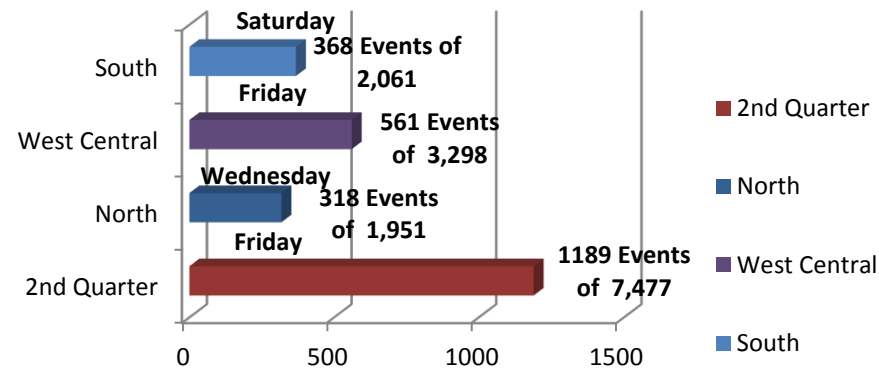 Saturday
South
368 Events of
2,061
Friday
West Central
561 Events
of 3,298
Wednesday
North
318 Events
of 1,951
Friday
2nd Quarter
1189 Events
of 7,477
0 500 1000 1500
2nd Quarter
North
West Central
South